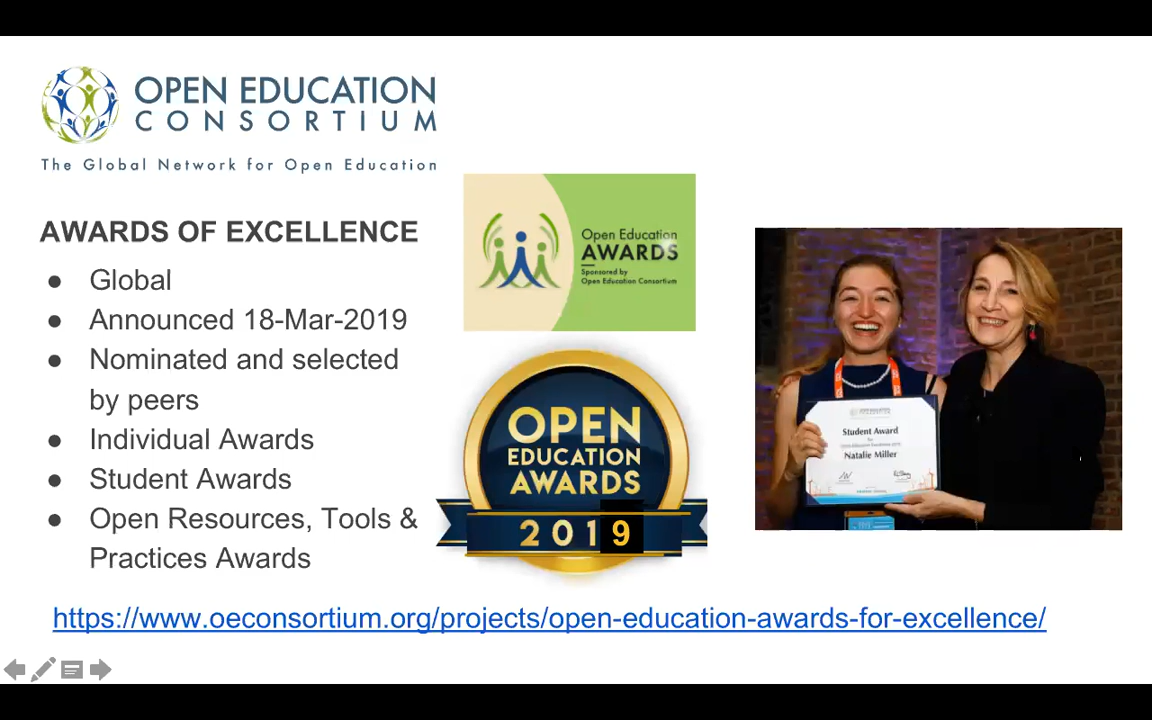 OPEN EDUCATION
CONSORTIUM
The Global Network for Open Education
AWARDS OF EXCELLENCE
● Global
● Announced 18-Mar-2019
● Nominated and selected
by peers
● Individual Awards
● Student Awards
● Open Resources, Tools &
Practices Awards
Open Education
AWARDS
Sponsored by
Open Education Consortium
OPEN
EDUCATION
AWARDS
2019
OPEN EDUCATION
CONSORTIUM
Student Award
Natalie Miller
https://www.oeconsortium.org/projects/open-education-awards-for-excellence/